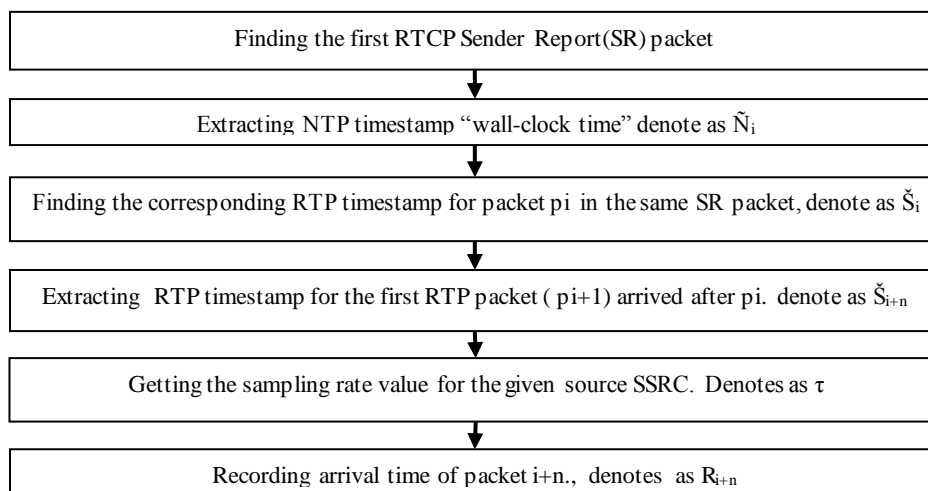 Finding the first RTCP Sender Report(SR) packet
Extracting NTP timestamp “wall-clock time” denote as Ñi
Finding the corresponding RTP timestamp for packet pi in the same SR packet, denote as Ši
Extracting RTP timestamp for the first RTP packet ( pi+1) arrived after pi. denote as Ši+n
Getting the sampling rate value for the given source SSRC. Denotes as τ
Recording arrival time of packet i+n., denotes as Ri+n